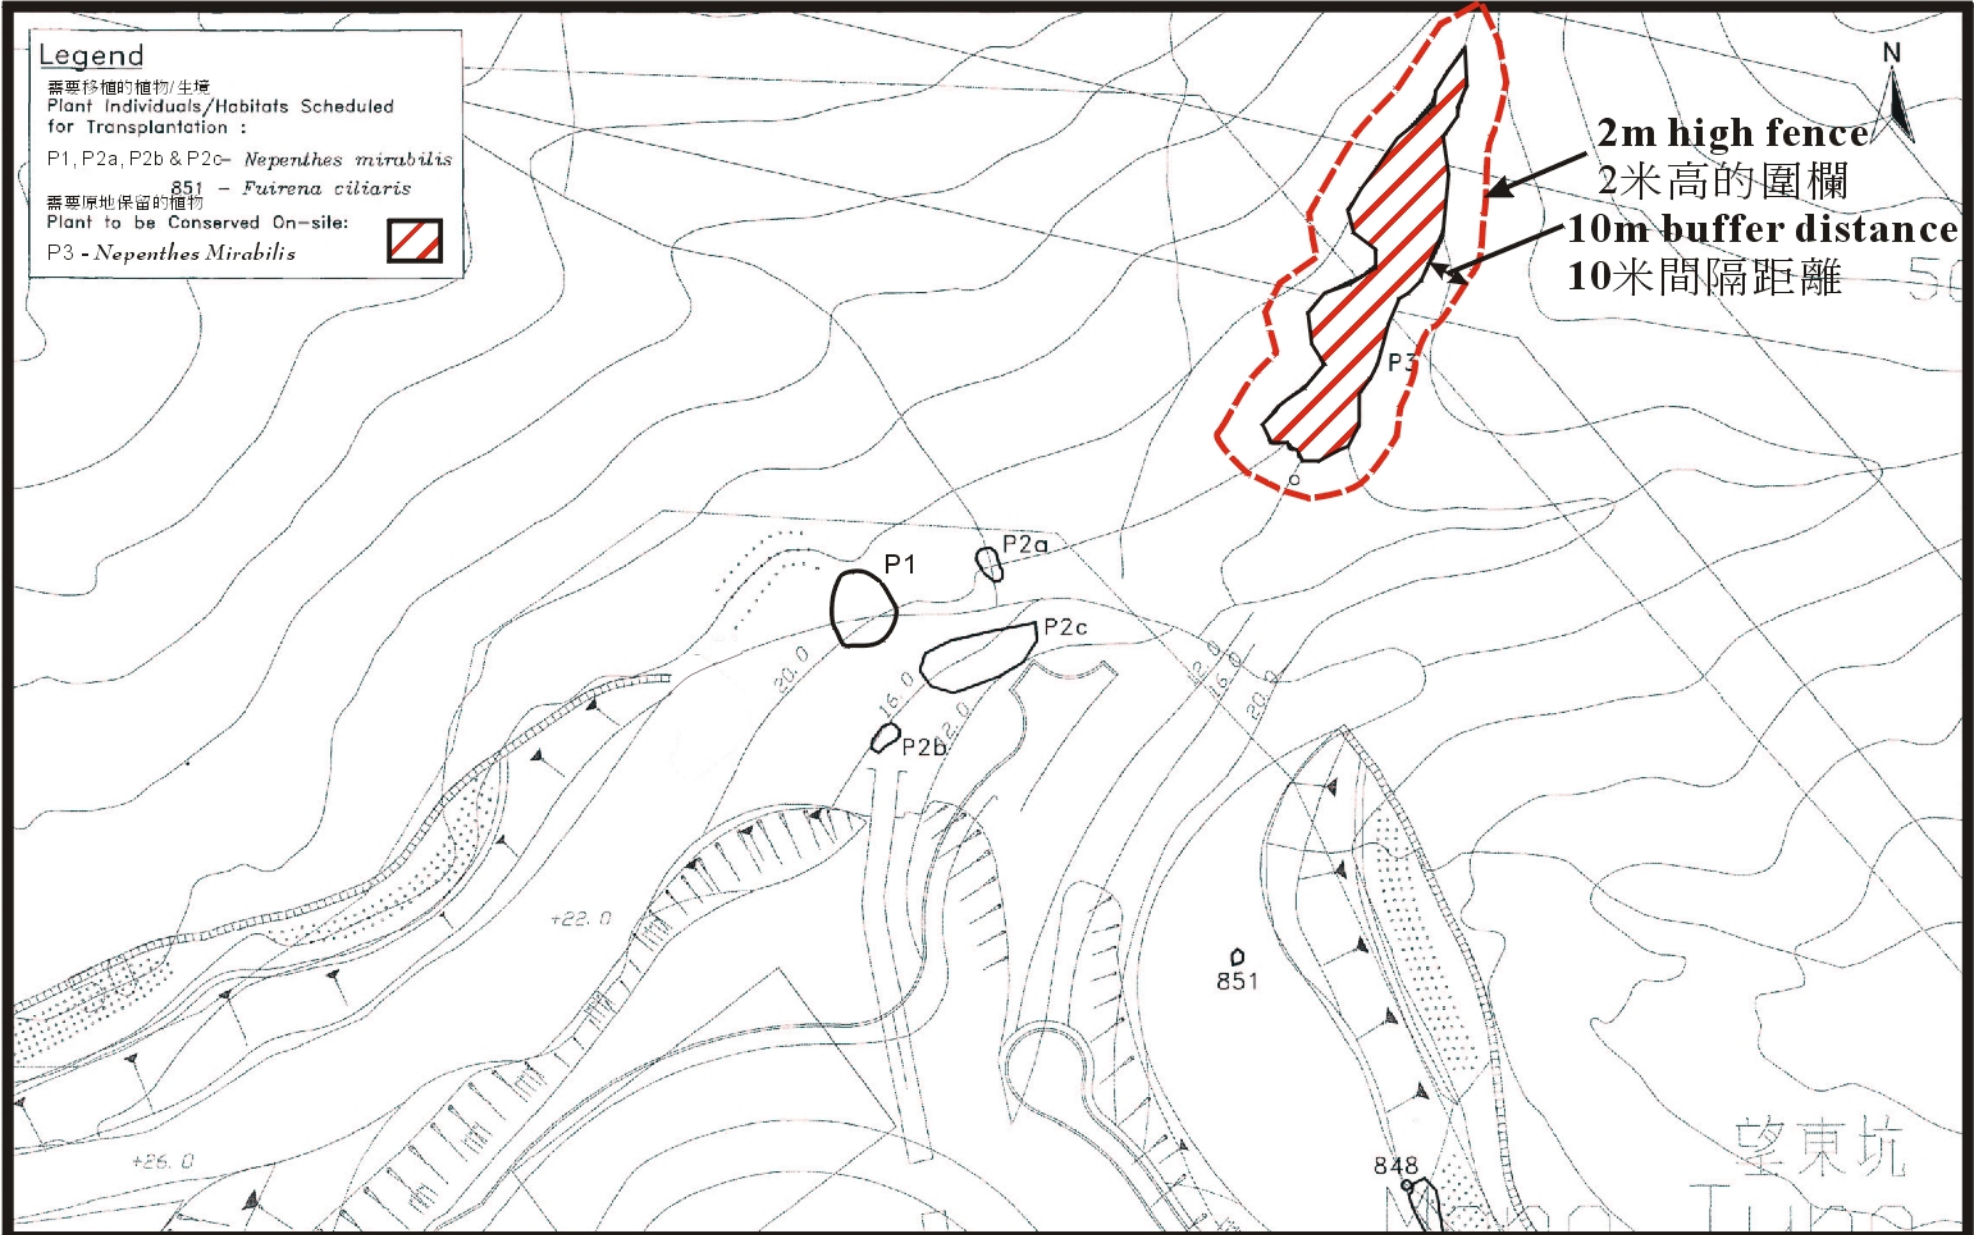 Legend
需要移植的植物/生境
Plant Individuals/Habitats Scheduled
for Transplantation :
P1, P2a, P2b & P2c- Nepenthes mirabilis
851 - Fuirena ciliaris
需要原地保留的植物
Plant to be Conserved On-site:
P3 - Nepenthes Mirabilis
N
2m high fence
2米高的圍欄
10m buffer distance
10米間隔距離
50
P3
P2a
P1
P2c
20.0
16.0
12.0
P2b
12.0
16.0
20.0
+22.0
851
+26.0
848
望東坑